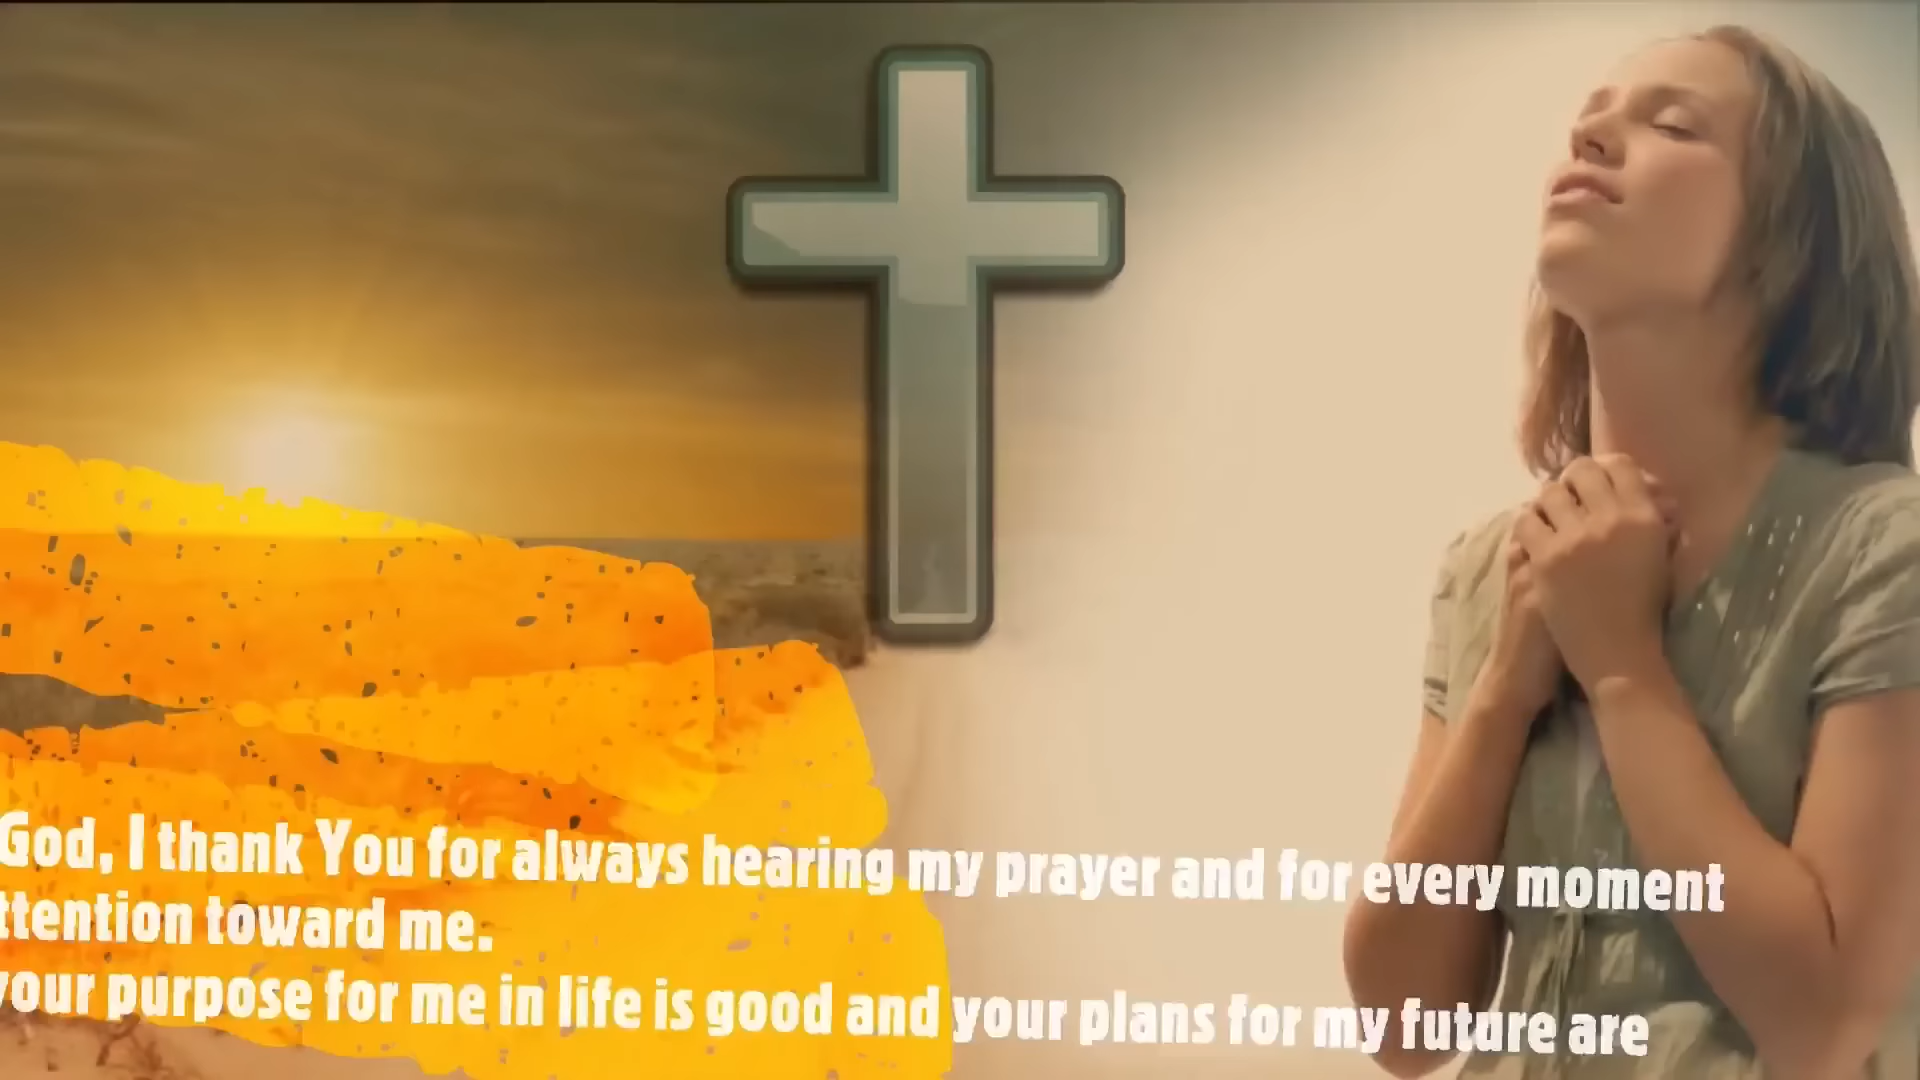 God, I thank You for always hearing my prayer and for every moment
ttention toward me.
your purpose for me in life is good and your plans for my future are